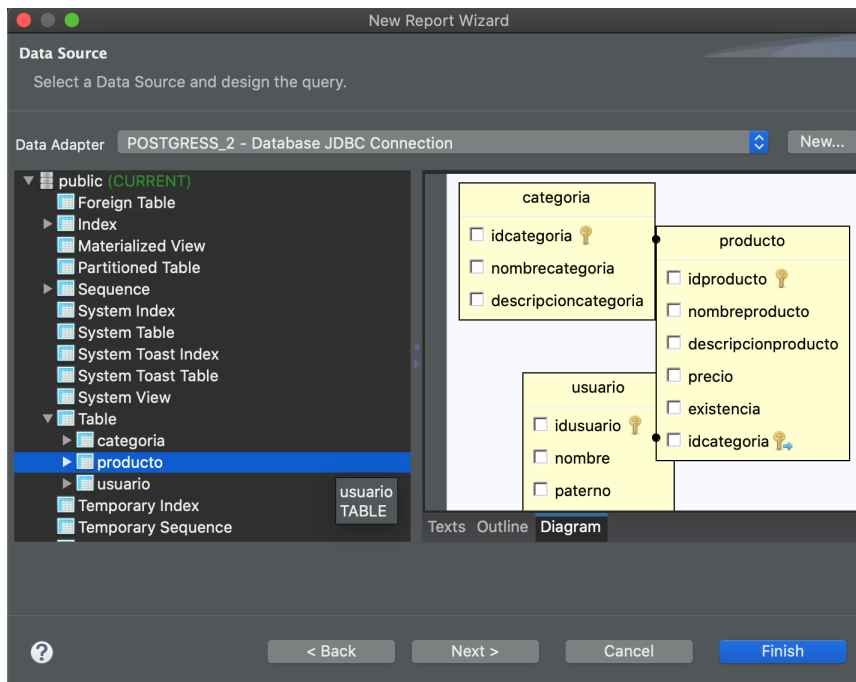 New Report Wizard
Data Source
Select a Data Source and design the query.
Data Adapter
POSTGRESS_2 - Database JDBC Connection
New...
public (CURRENT)
Foreign Table
Index
Materialized View
Partitioned Table
Sequence
System Index
System Table
System Toast Index
System Toast Table
System View
Table
categoria
producto
usuario
Temporary Index
Temporary Sequence
usuario
TABLE
categoria
idcategoria
nombrecategoria
descripcioncategoria
producto
idproducto
nombreproducto
descripcionproducto
precio
existencia
idcategoria
usuario
idusuario
nombre
paterno
Texts Outline Diagram
?
< Back
Next >
Cancel
Finish